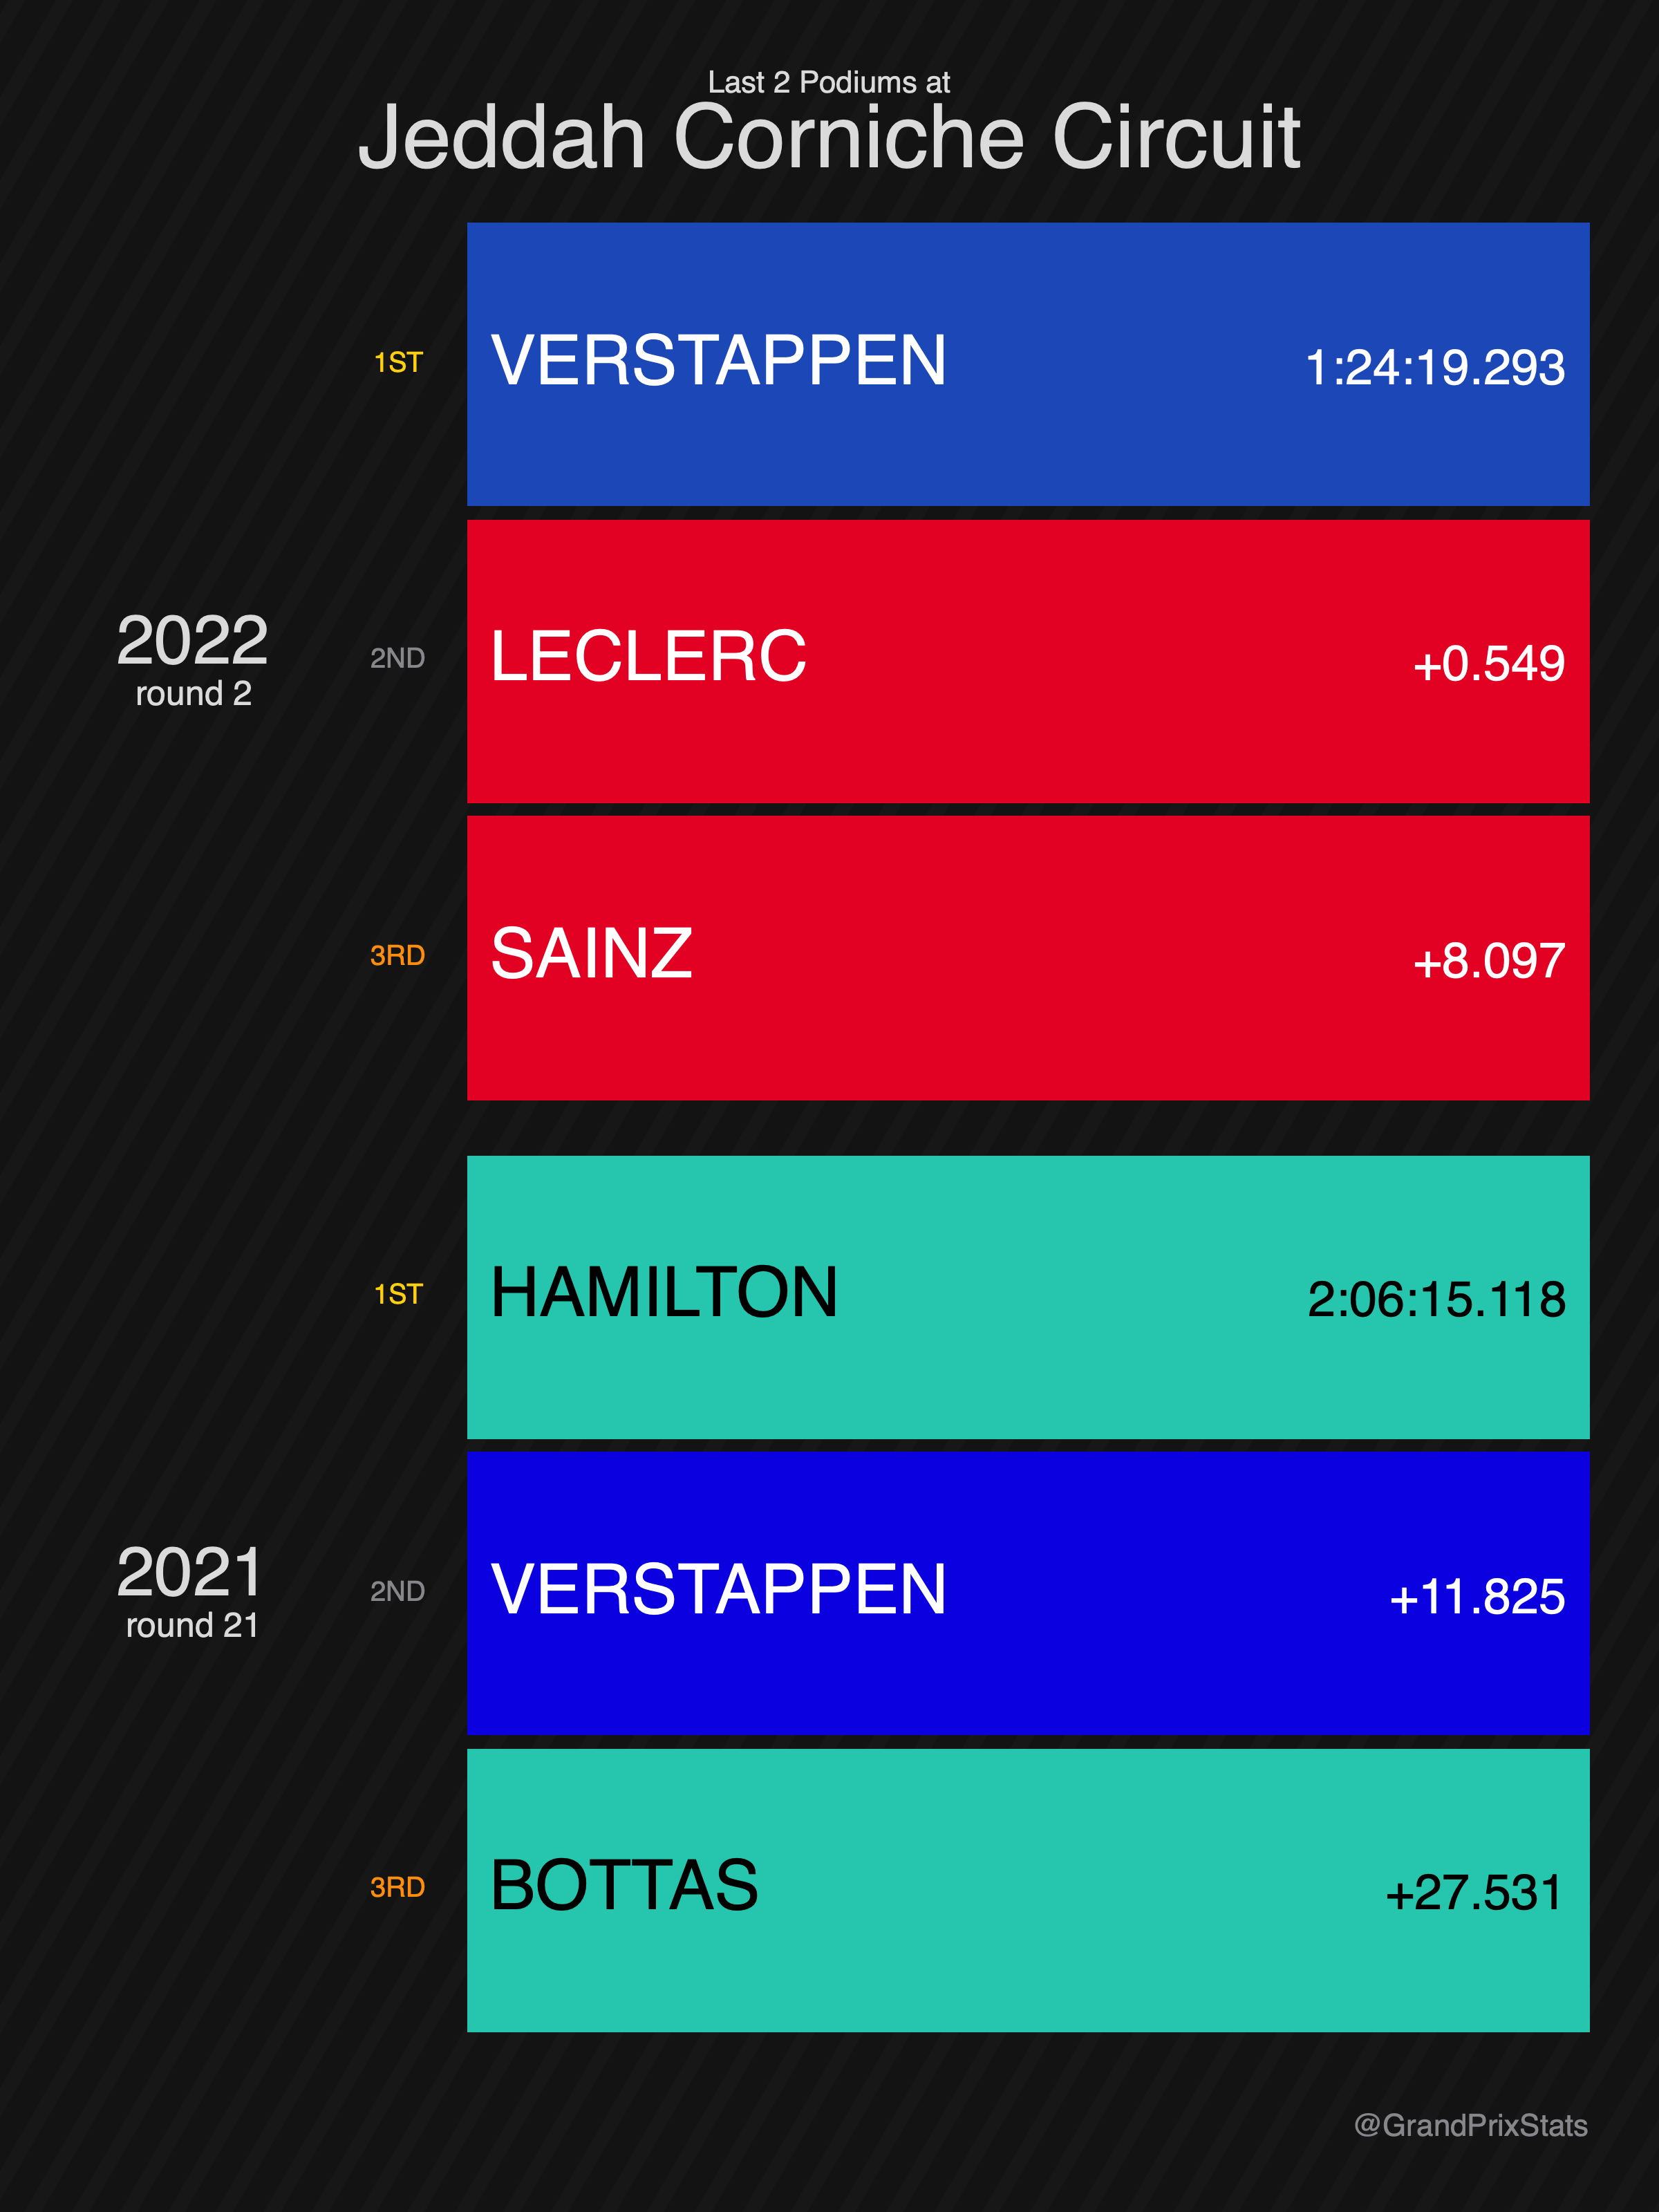 Last 2 Podiums at
Jeddah Corniche Circuit
2022
round 2
1ST VERSTAPPEN 1:24:19.293
2ND LECLERC +0.549
3RD SAINZ +8.097
2021
round 21
1ST HAMILTON 2:06:15.118
2ND VERSTAPPEN +11.825
3RD BOTTAS +27.531
@GrandPrixStats